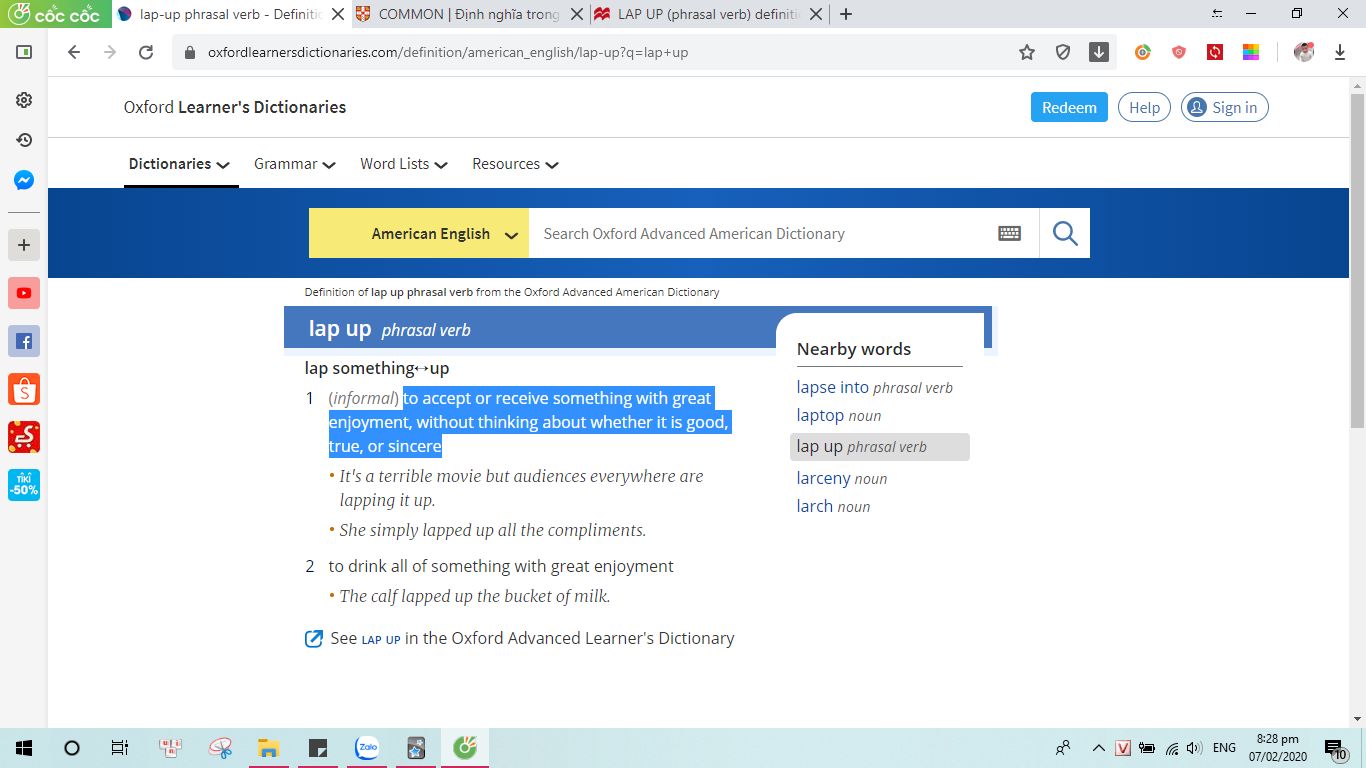 CỐC CỐC
lap-up phrasal verb - Definitio
COMMON | Định nghĩa trong
LAP UP (phrasal verb) definitio
oxfordlearnersdictionaries.com/definition/american_english/lap-up?q=lap+up
Oxford Learner's Dictionaries
Redeem
Help
Sign in
Dictionaries
Grammar
Word Lists
Resources
American English
Search Oxford Advanced American Dictionary
Definition of lap up phrasal verb from the Oxford Advanced American Dictionary
lap up phrasal verb
lap something↔up
1 (informal) to accept or receive something with great
enjoyment, without thinking about whether it is good,
true, or sincere
• It's a terrible movie but audiences everywhere are
lapping it up.
• She simply lapped up all the compliments.
2 to drink all of something with great enjoyment
• The calf lapped up the bucket of milk.
See LAP UP in the Oxford Advanced Learner's Dictionary
Nearby words
lapse into phrasal verb
laptop noun
lap up phrasal verb
larceny noun
larch noun
TIKI
-50%
Zalo
V
ENG
8:28 pm
07/02/2020
10